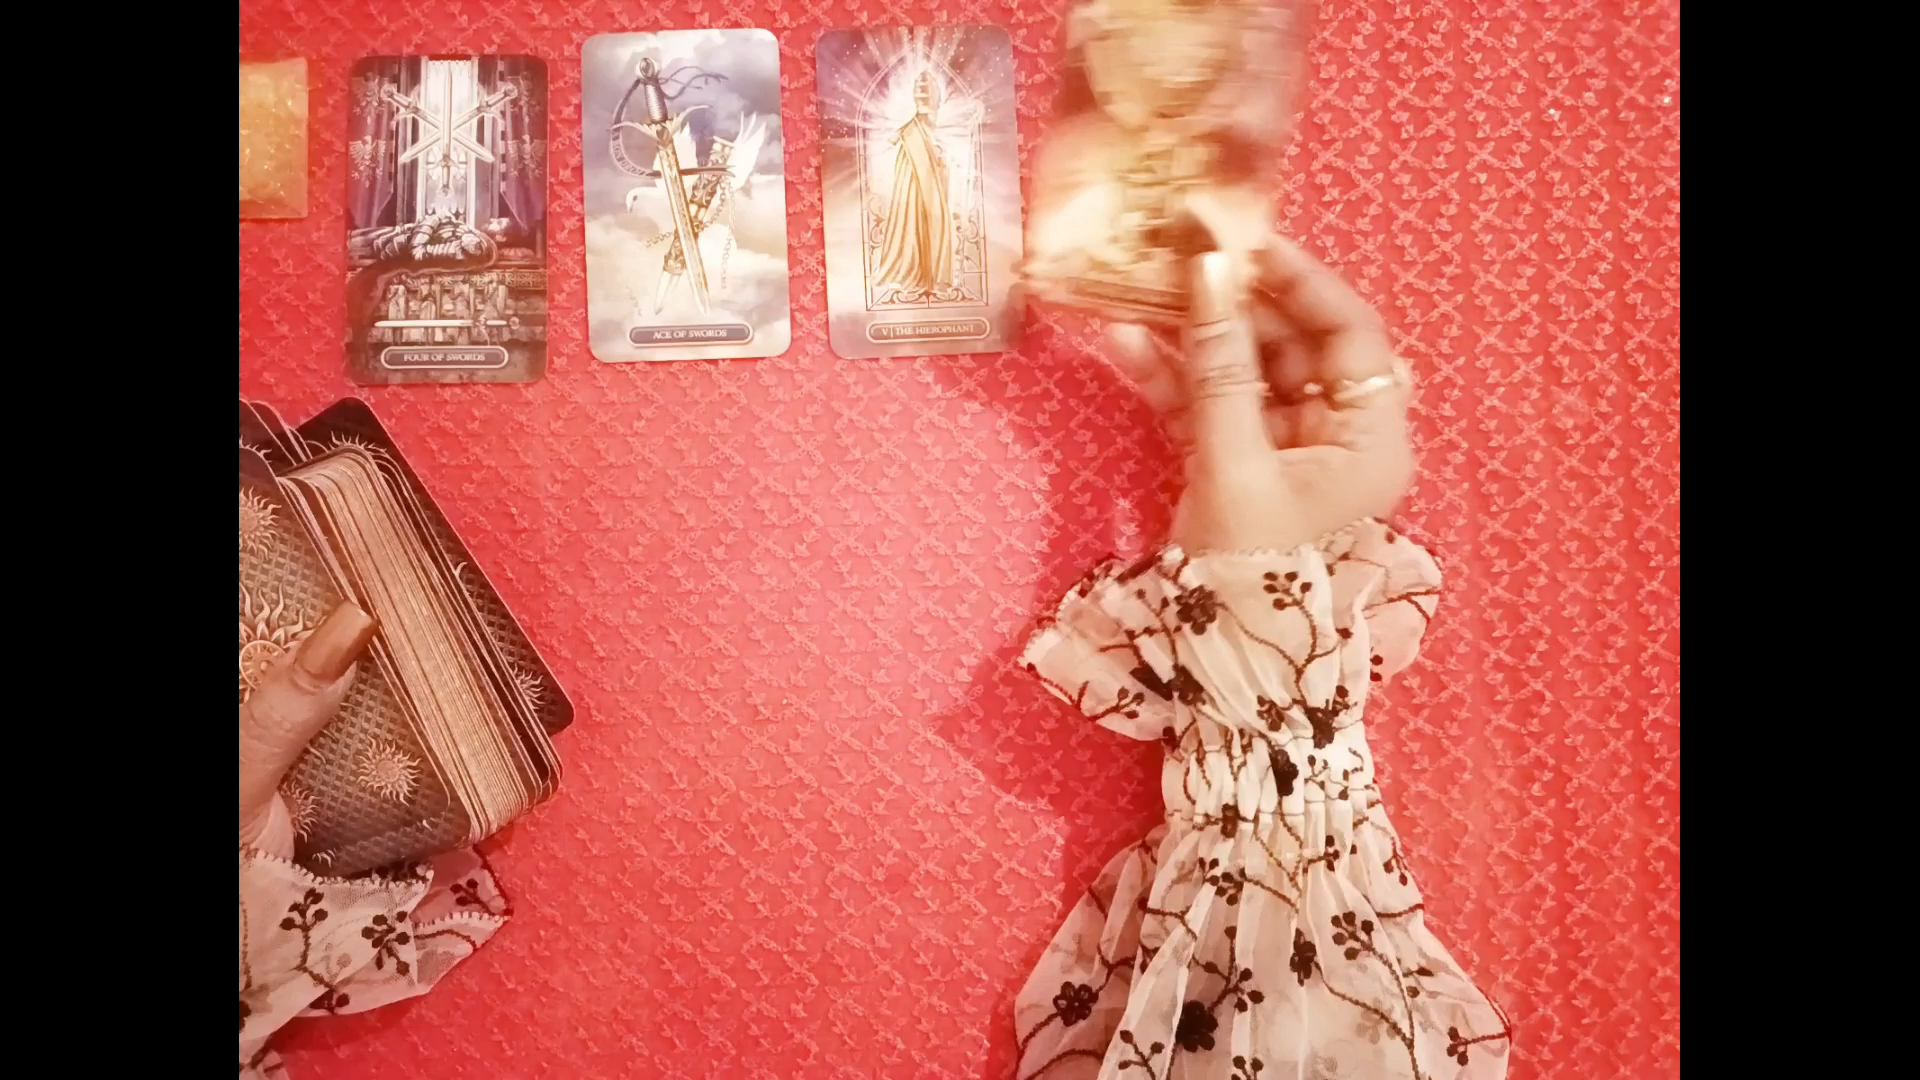 FOUR OF SWORDS
ACE OF SWORDS
V | THE HIEROPHANT